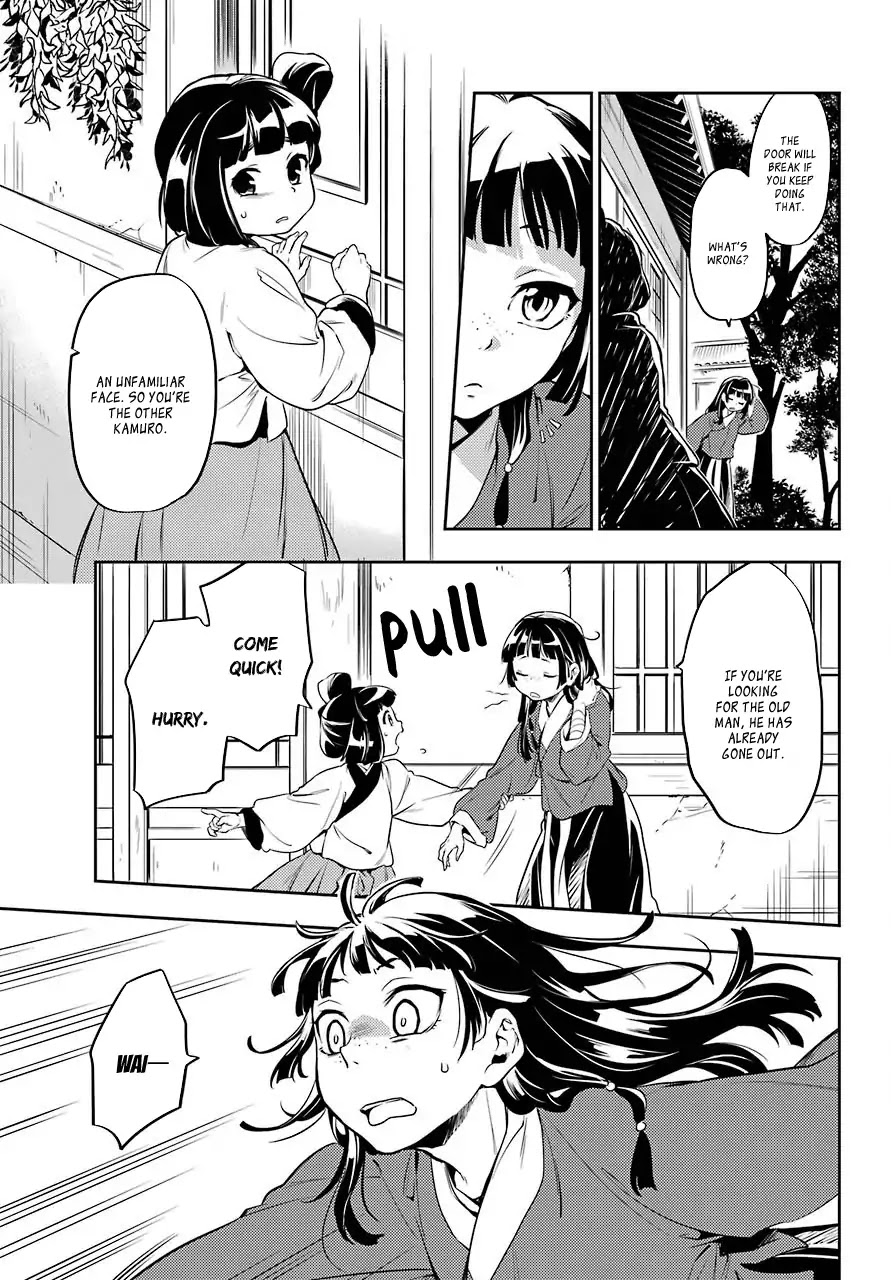 THE
DOOR WILL
BREAK IF
YOU KEEP
DOING
THAT.
WHAT'S
WRONG?
AN UNFAMILIAR
FACE. SO YOU'RE
THE OTHER
KAMURO.
IF YOU'RE
LOOKING
FOR THE OLD
MAN, HE HAS
ALREADY
GONE OUT.
pull
COME
QUICK!
HURRY.
WAI—